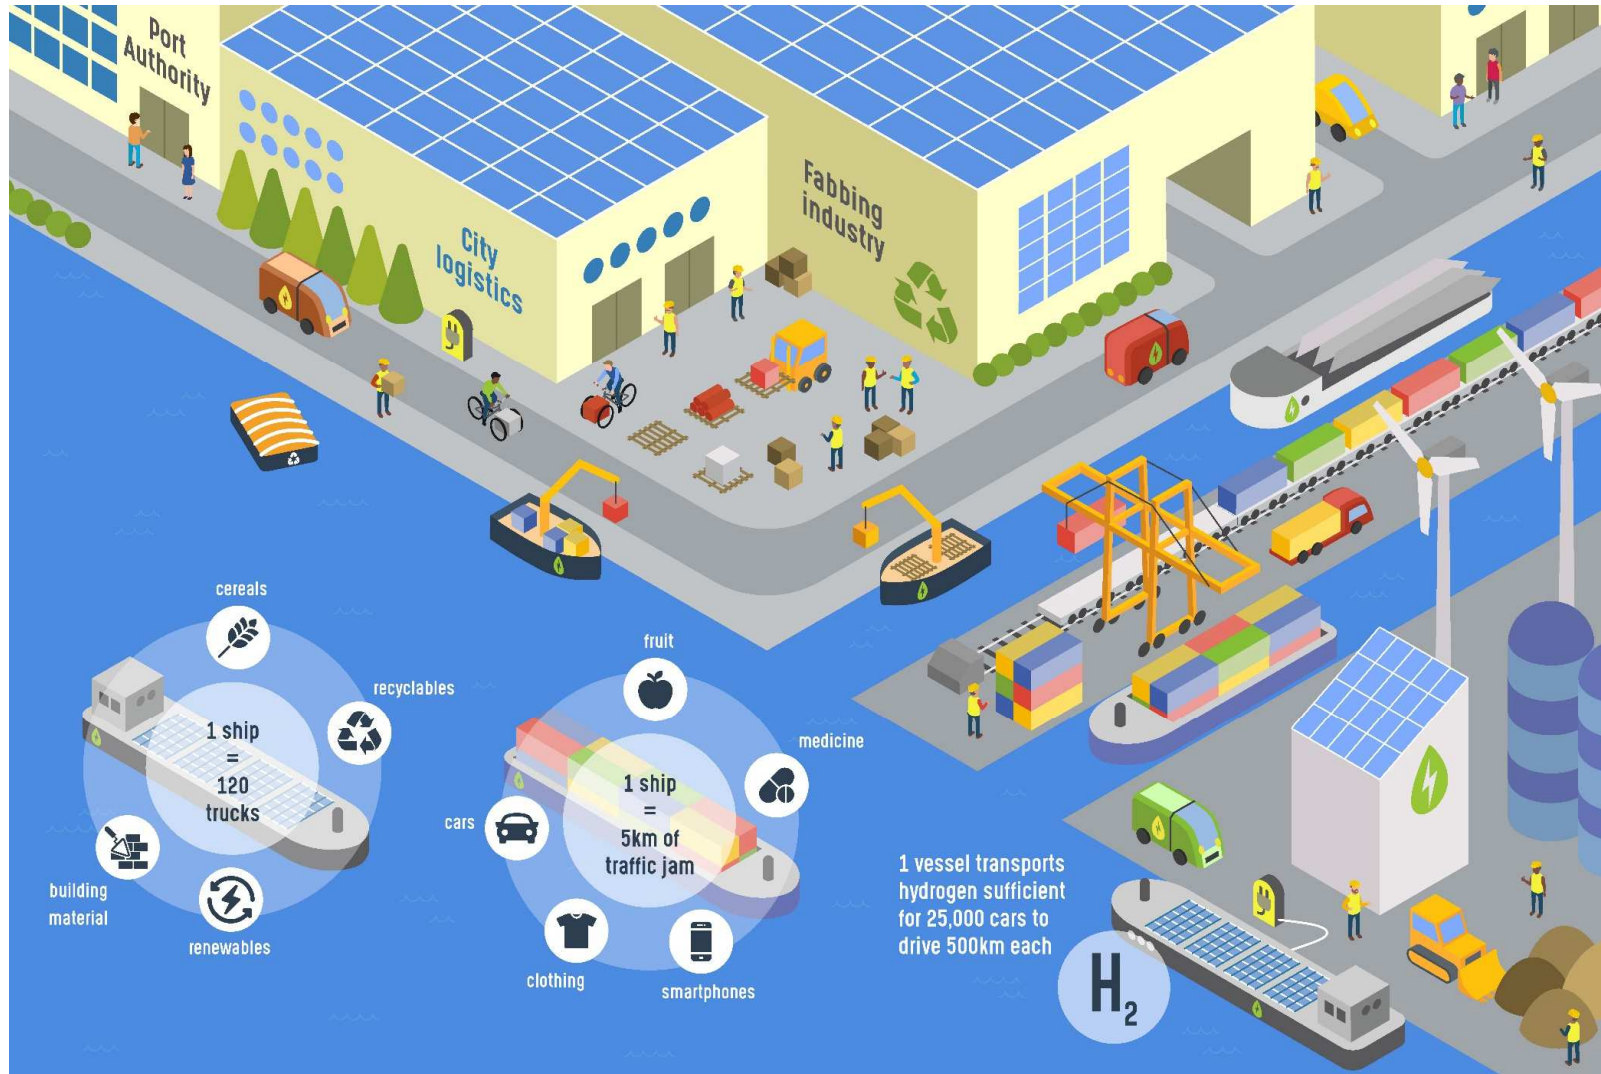 Port
Authority
City
logistics
Fabbing
industry
cereals
recyclables
1 ship
=
120
trucks
building
material
renewables
fruit
medicine
cars
1 ship
=
5km of
traffic jam
clothing
smartphones
1 vessel transports
hydrogen sufficient
for 25,000 cars to
drive 500km each
H2